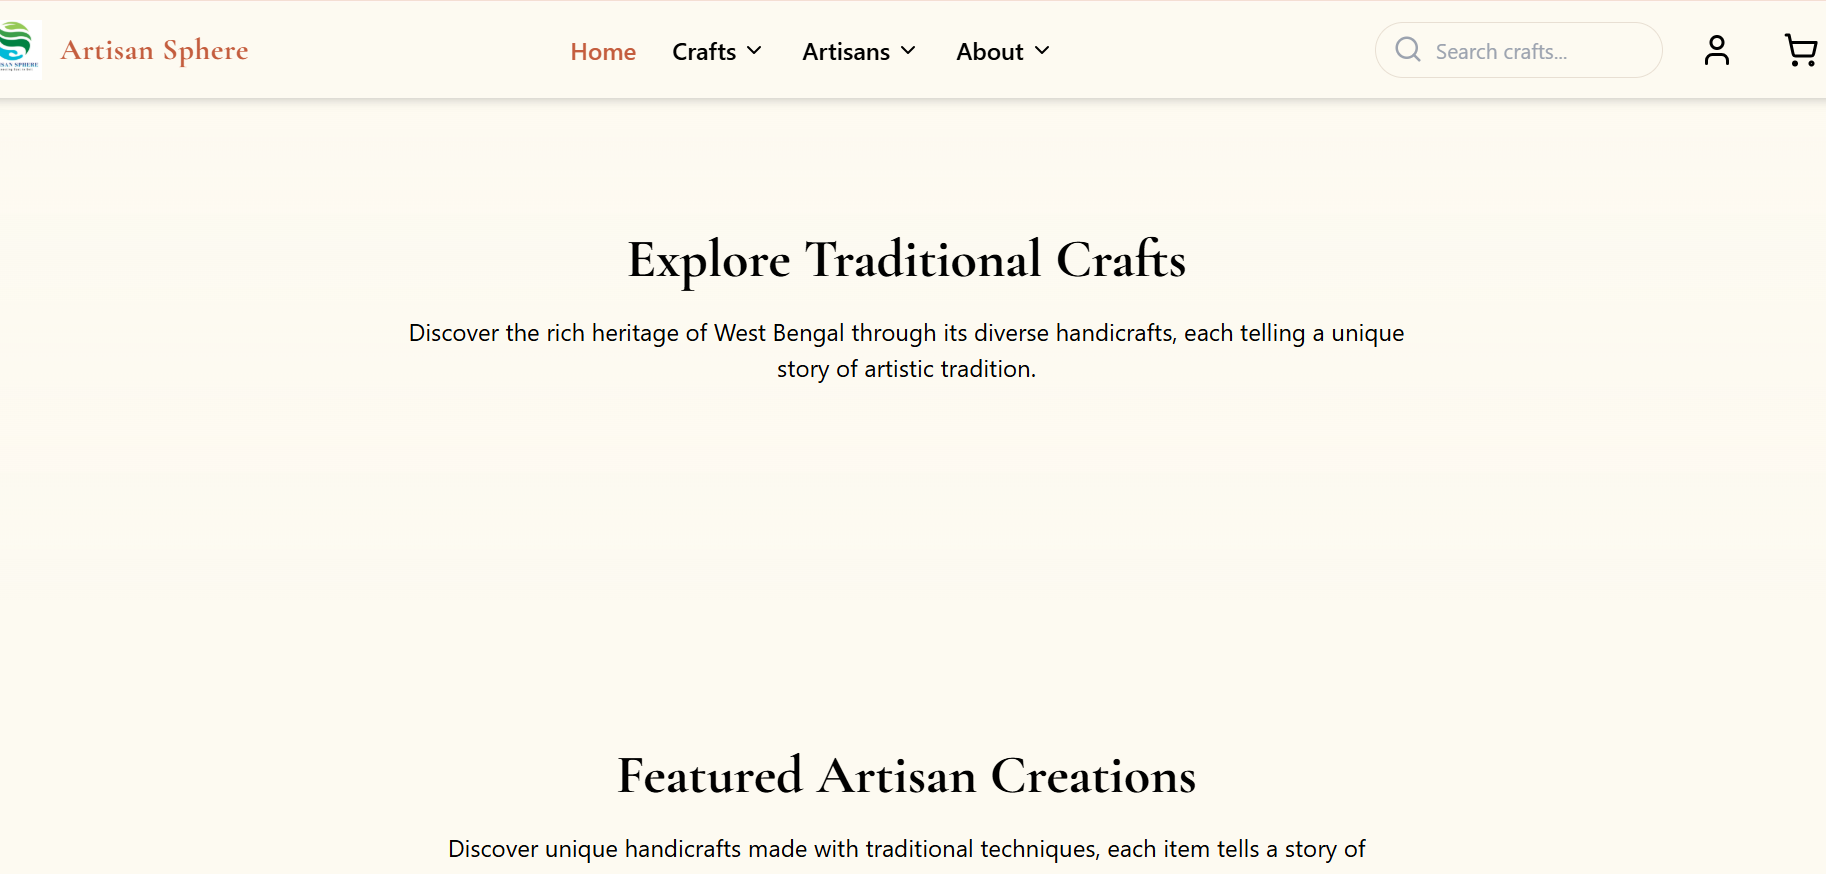 Artisan Sphere
Home
Crafts
Artisans
About
Search crafts...
Explore Traditional Crafts
Discover the rich heritage of West Bengal through its diverse handicrafts, each telling a unique
story of artistic tradition.
Featured Artisan Creations
Discover unique handicrafts made with traditional techniques, each item tells a story of